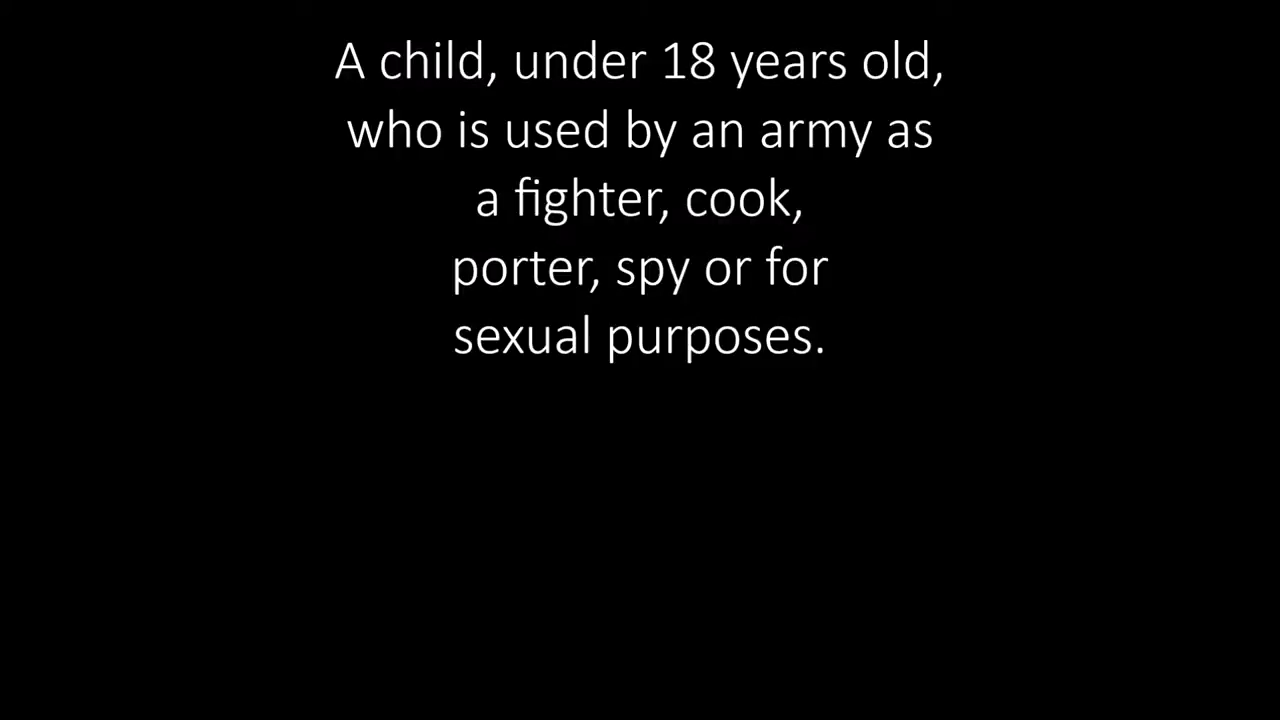 A child, under 18 years old,
who is used by an army as
a fighter, cook,
porter, spy or for
sexual purposes.